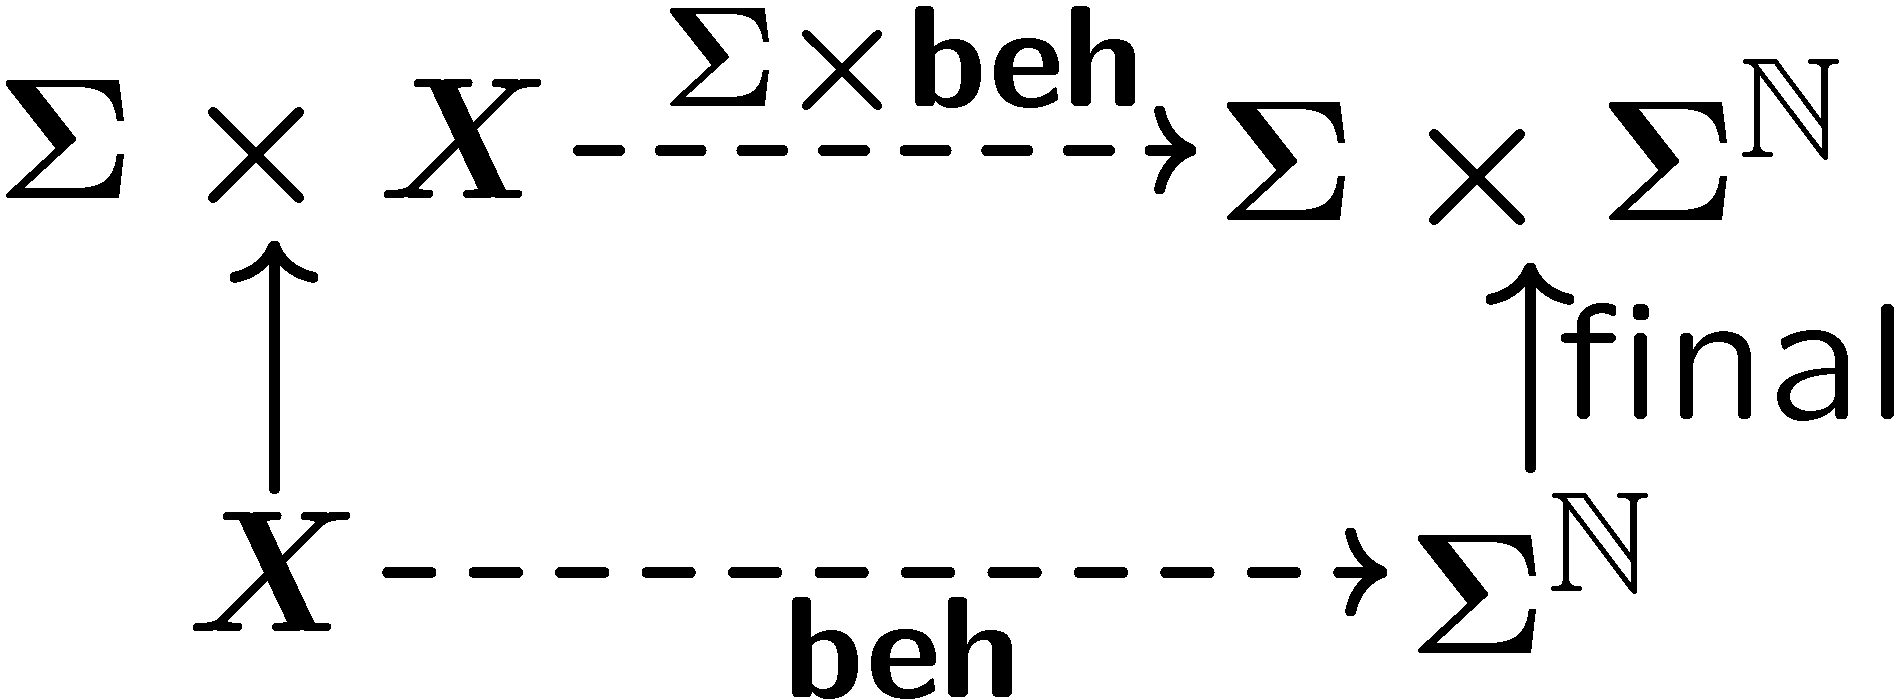 Σ × beh
Σ × X Σ × Σ^ℕ
final
X Σ^ℕ
beh